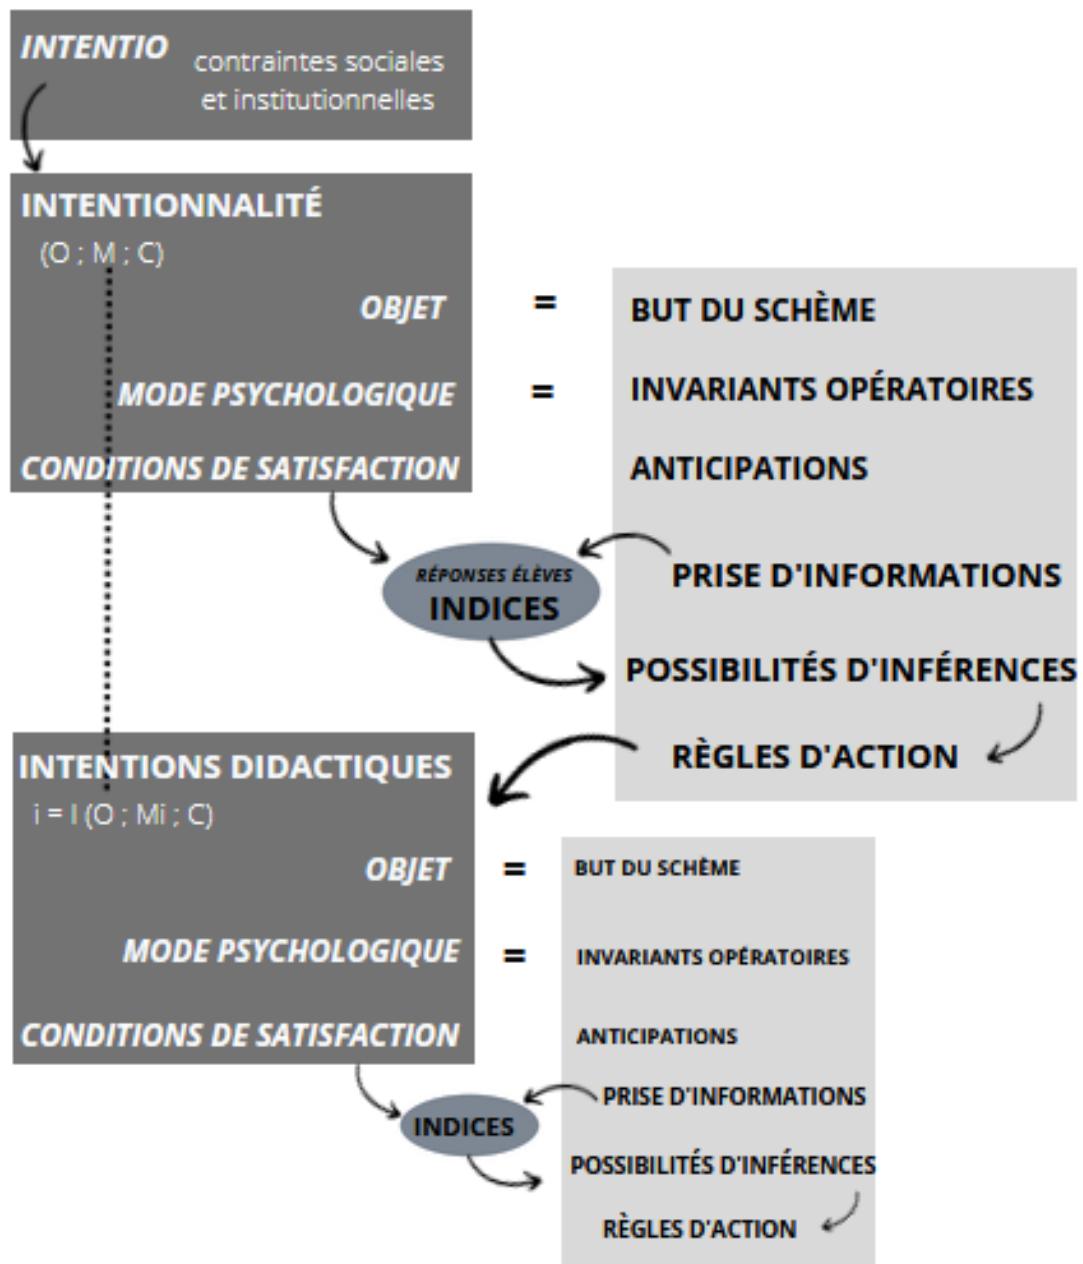 INTENTIO
contraintes sociales
et institutionnelles
INTENTIONNALITÉ
(O ; M ; C)
OBJET = BUT DU SCHÈME
MODE PSYCHOLOGIQUE = INVARIANTS OPÉRATOIRES
CONDITIONS DE SATISFACTION ANTICIPATIONS
RÉPONSES ÉLÈVES
INDICES
PRISE D'INFORMATIONS
POSSIBILITÉS D'INFÉRENCES
RÈGLES D'ACTION
INTENTIONS DIDACTIQUES
i = I (O ; Mi ; C)
OBJET = BUT DU SCHÈME
MODE PSYCHOLOGIQUE = INVARIANTS OPÉRATOIRES
CONDITIONS DE SATISFACTION ANTICIPATIONS
PRISE D'INFORMATIONS
INDICES
POSSIBILITÉS D'INFÉRENCES
RÈGLES D'ACTION